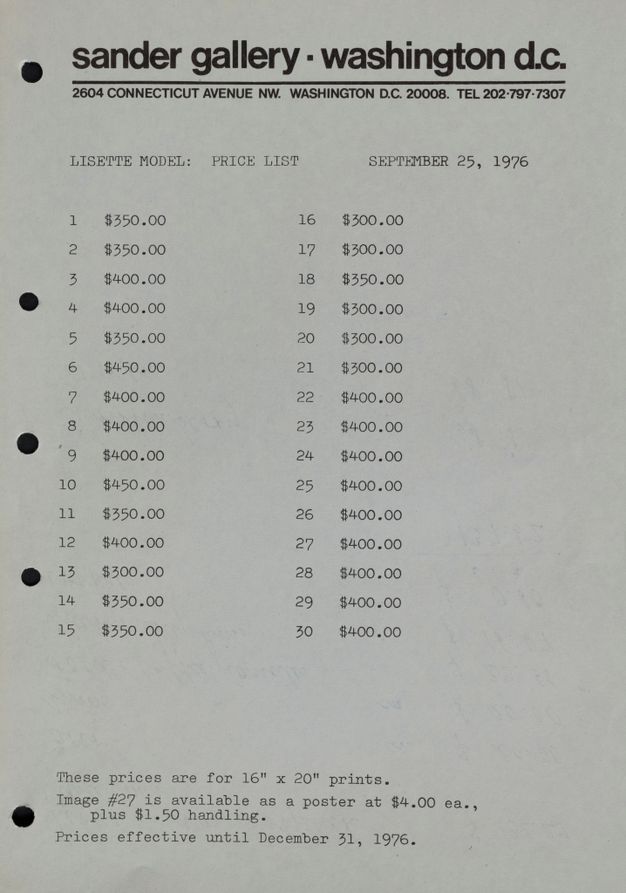 sander gallery · washington d.c.
2604 CONNECTICUT AVENUE NW. WASHINGTON D.C. 20008. TEL 202·797·7307
LISETTE MODEL: PRICE LIST SEPTEMBER 25, 1976
1 $350.00 16 $300.00
2 $350.00 17 $300.00
3 $400.00 18 $350.00
4 $400.00 19 $300.00
5 $350.00 20 $300.00
6 $450.00 21 $300.00
7 $400.00 22 $400.00
8 $400.00 23 $400.00
9 $400.00 24 $400.00
10 $450.00 25 $400.00
11 $350.00 26 $400.00
12 $400.00 27 $400.00
13 $300.00 28 $400.00
14 $350.00 29 $400.00
15 $350.00 30 $400.00
These prices are for 16" x 20" prints.
Image #27 is available as a poster at $4.00 ea.,
plus $1.50 handling.
Prices effective until December 31, 1976.